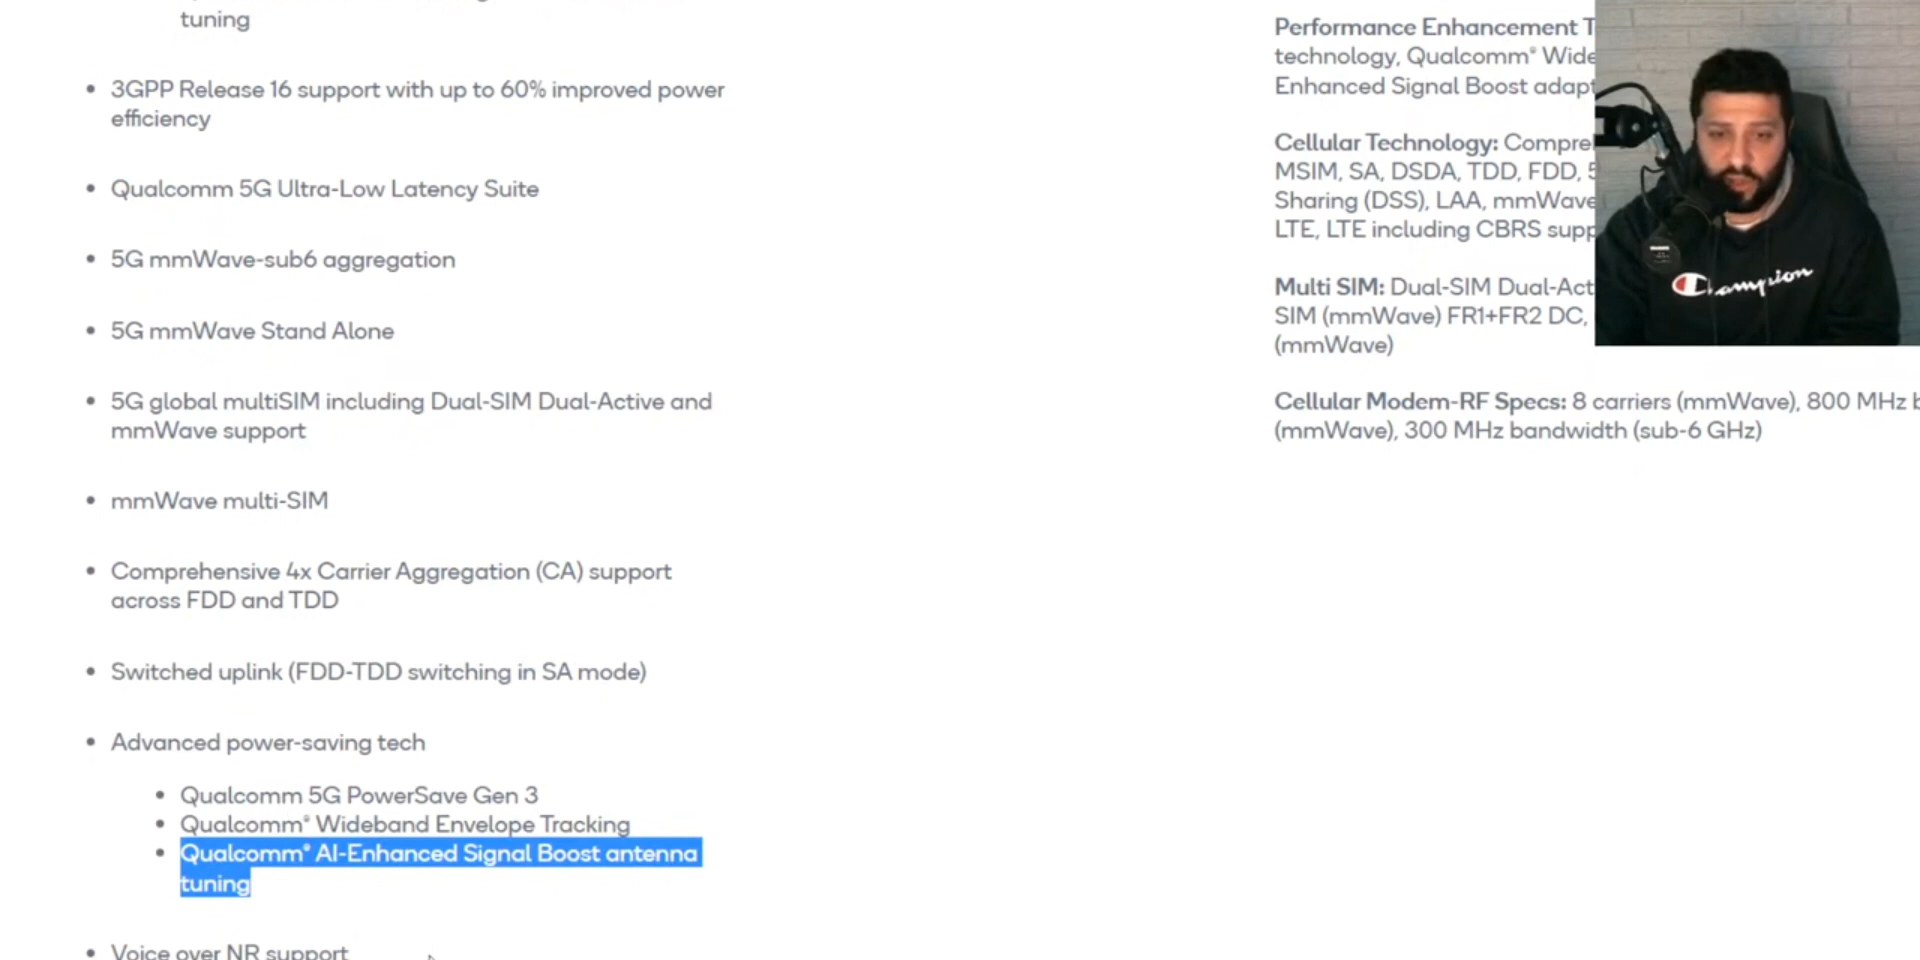 tuning
3GPP Release 16 support with up to 60% improved power
efficiency
Qualcomm 5G Ultra-Low Latency Suite
5G mmWave-sub6 aggregation
5G mmWave Stand Alone
5G global multiSIM including Dual-SIM Dual-Active and
mmWave support
mmWave multi-SIM
Comprehensive 4x Carrier Aggregation (CA) support
across FDD and TDD
Switched uplink (FDD-TDD switching in SA mode)
Advanced power-saving tech
Qualcomm 5G PowerSave Gen 3
Qualcomm® Wideband Envelope Tracking
Qualcomm® AI-Enhanced Signal Boost antenna
tuning
Voice over NR support
Performance Enhancement T
technology, Qualcomm® Wide
Enhanced Signal Boost adapt
Cellular Technology: Compre
MSIM, SA, DSDA, TDD, FDD, 5
Sharing (DSS), LAA, mmWave
LTE, LTE including CBRS supp
Multi SIM: Dual-SIM Dual-Act
SIM (mmWave) FR1+FR2 DC,
(mmWave)
Cellular Modem-RF Specs: 8 carriers (mmWave), 800 MHz b
(mmWave), 300 MHz bandwidth (sub-6 GHz)
Champion